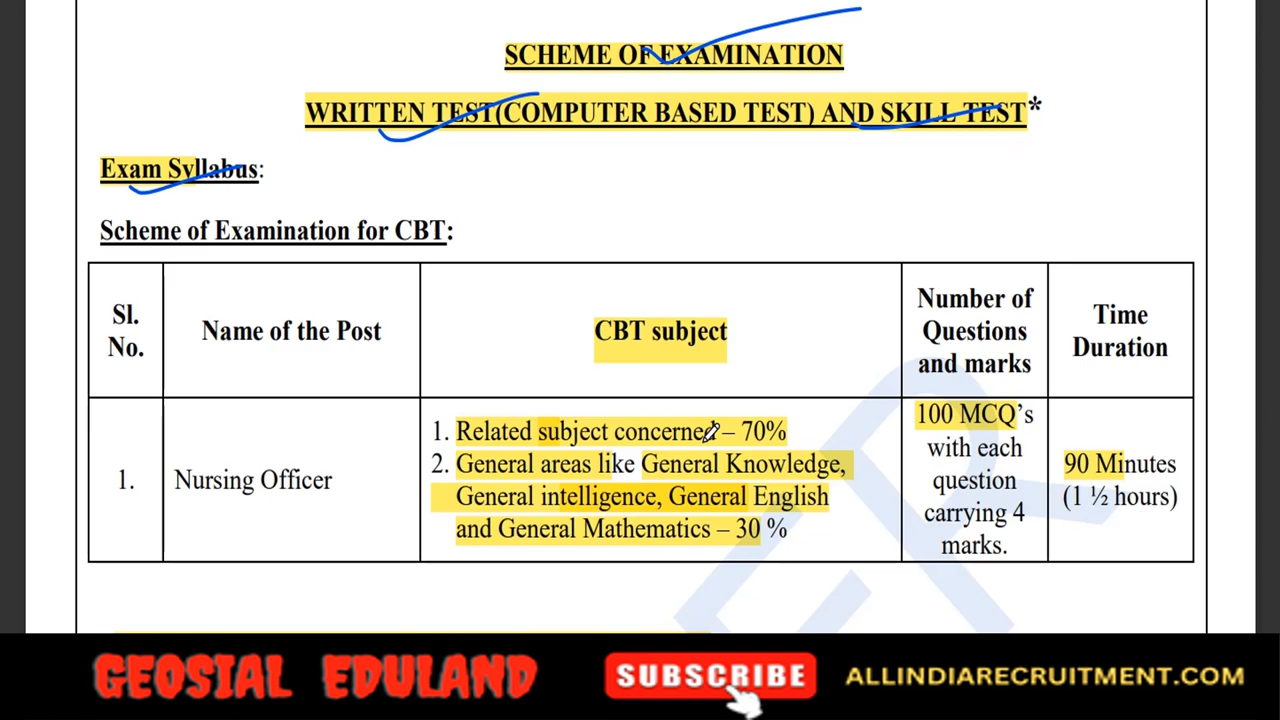 SCHEME OF EXAMINATION
WRITTEN TEST(COMPUTER BASED TEST) AND SKILL TEST*
Exam Syllabus:
Scheme of Examination for CBT:
Sl.
No.
Name of the Post
CBT subject
Number of
Questions
and marks
Time
Duration
1.
Nursing Officer
1. Related subject concerned – 70%
2. General areas like General Knowledge,
General intelligence, General English
and General Mathematics – 30 %
100 MCQ's
with each
question
carrying 4
marks.
90 Minutes
(1 ½ hours)
GEOSIAL EDULAND
SUBSCRIBE
ALLINDIARECRUITMENT.COM